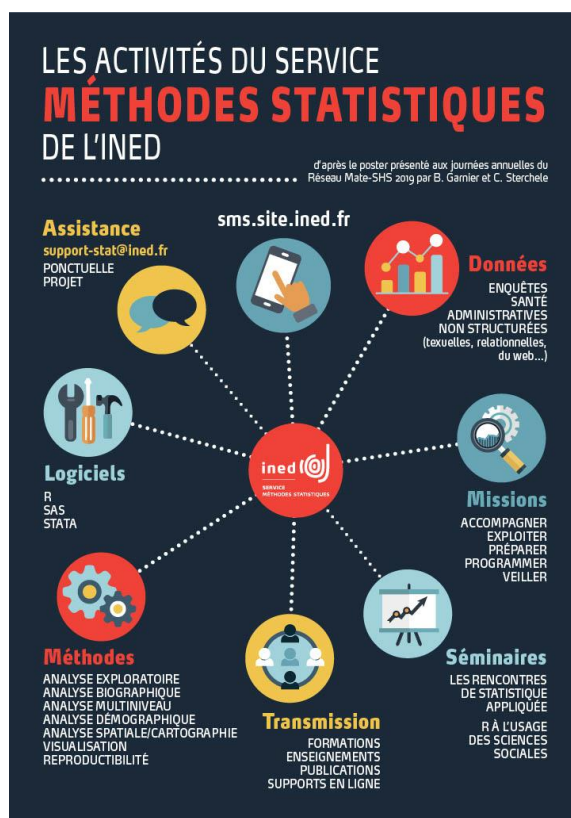 LES ACTIVITÉS DU SERVICE
MÉTHODES STATISTIQUES
DE L'INED
d'après le poster présenté aux journées annuelles du
Réseau Mate-SHS 2019 par B. Garnier et C. Sterchele
sms.site.ined.fr
Assistance
support-stat@ined.fr
PONCTUELLE
PROJET
Données
ENQUÊTES
SANTÉ
ADMINISTRATIVES
NON STRUCTURÉES
(texuelles, relationnelles,
du web...)
Logiciels
R
SAS
STATA
ined
SERVICE
MÉTHODES STATISTIQUES
Missions
ACCOMPAGNER
EXPLOITER
PRÉPARER
PROGRAMMER
VEILLER
Méthodes
ANALYSE EXPLORATOIRE
ANALYSE BIOGRAPHIQUE
ANALYSE MULTINIVEAU
ANALYSE DÉMOGRAPHIQUE
ANALYSE SPATIALE/CARTOGRAPHIE
VISUALISATION
REPRODUCTIBILITÉ
Transmission
FORMATIONS
ENSEIGNEMENTS
PUBLICATIONS
SUPPORTS EN LIGNE
Séminaires
LES RENCONTRES
DE STATISTIQUE
APPLIQUÉE
R À L'USAGE
DES SCIENCES
SOCIALES